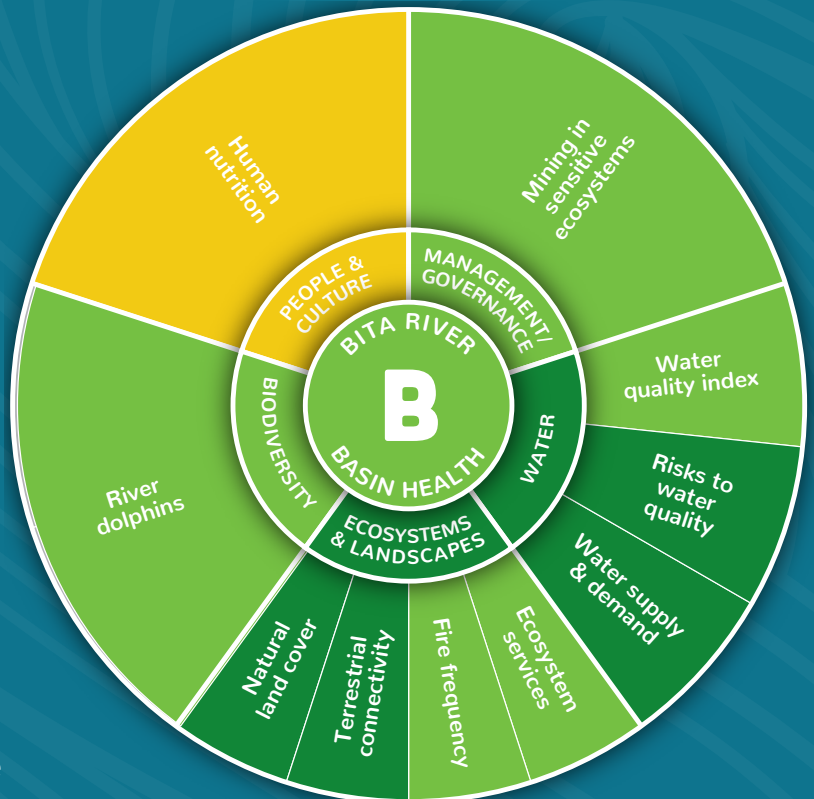 BITA RIVER
B
BASIN HEALTH
MANAGEMENT/
GOVERNANCE
WATER
ECOSYSTEMS
& LANDSCAPES
BIODIVERSITY
PEOPLE &
CULTURE
Mining in
sensitive
ecosystems
Water
quality index
Risks to
water
quality
Water supply
& demand
Ecosystem
services
Fire frequency
Terrestrial
connectivity
Natural
land cover
River
dolphins
Human
nutrition